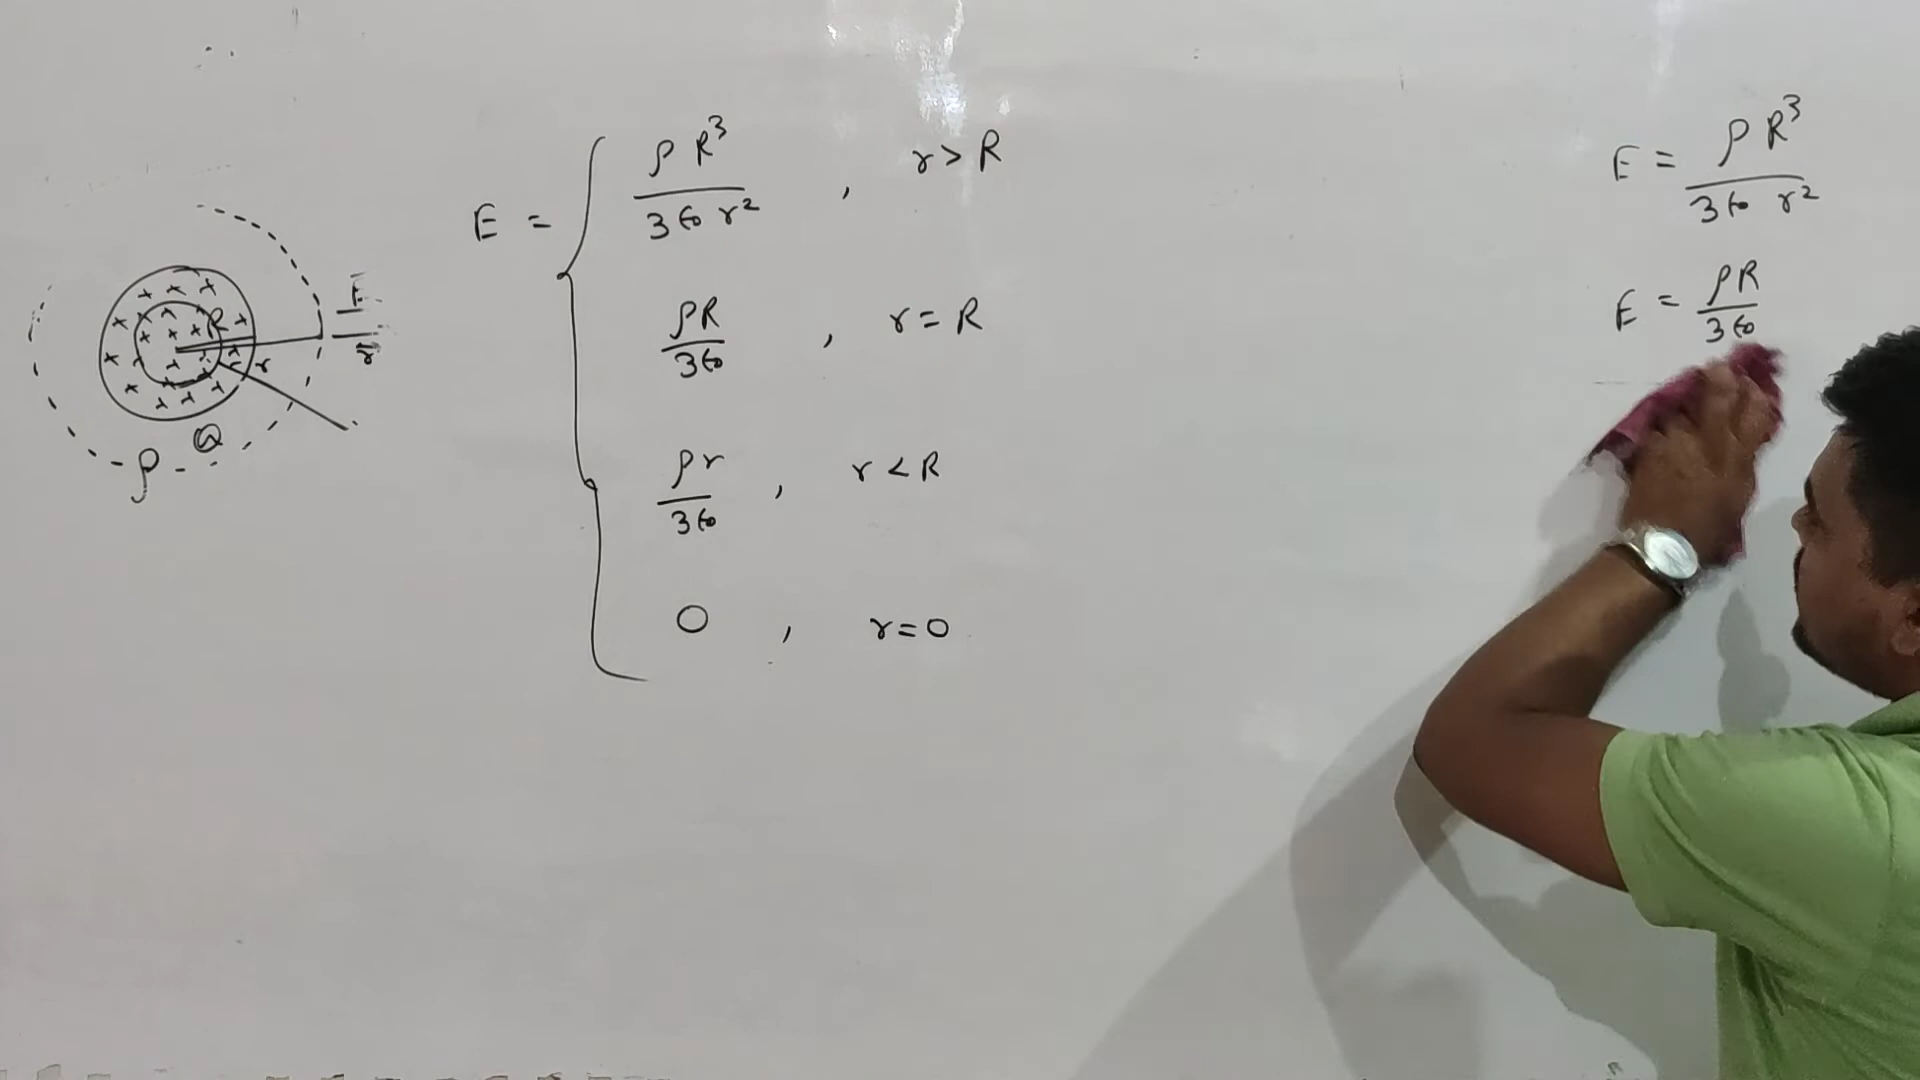 E = { ρR³/3ϵ₀r² , r > R
ρR/3ϵ₀ , r = R
ρr/3ϵ₀ , r < R
0 , r = 0
R
E
r
r
Q
ρ
E = ρR³/3ϵ₀r²
E = ρR/3ϵ₀